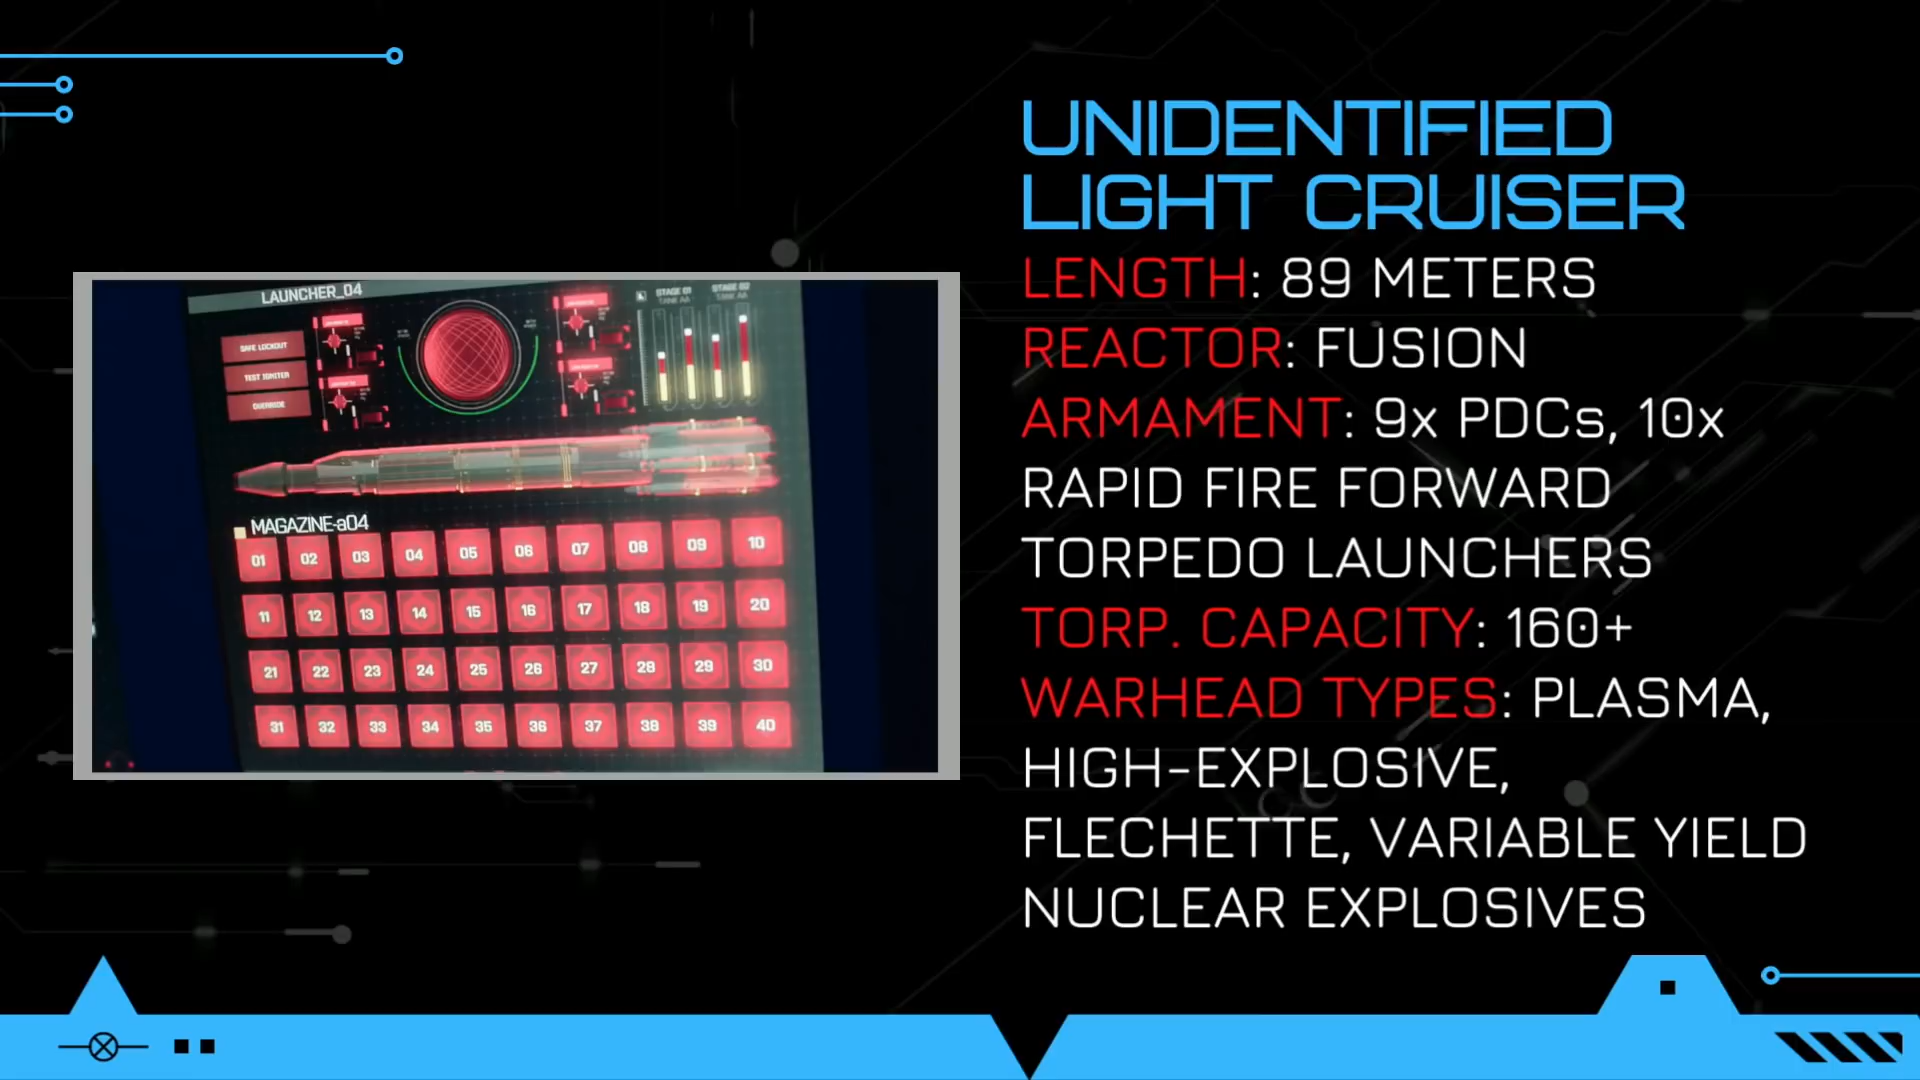 LAUNCHER_04
SAFE LOCKOUT
TEST IGNITER
OVERRIDE
STAGE 01
TANK AA
STAGE 02
TANK AA
MAGAZINE-a04
01 02 03 04 05 06 07 08 09 10
11 12 13 14 15 16 17 18 19 20
21 22 23 24 25 26 27 28 29 30
31 32 33 34 35 36 37 38 39 40
UNIDENTIFIED
LIGHT CRUISER
LENGTH: 89 METERS
REACTOR: FUSION
ARMAMENT: 9x PDCs, 10x
RAPID FIRE FORWARD
TORPEDO LAUNCHERS
TORP. CAPACITY: 160+
WARHEAD TYPES: PLASMA,
HIGH-EXPLOSIVE,
FLECHETTE, VARIABLE YIELD
NUCLEAR EXPLOSIVES